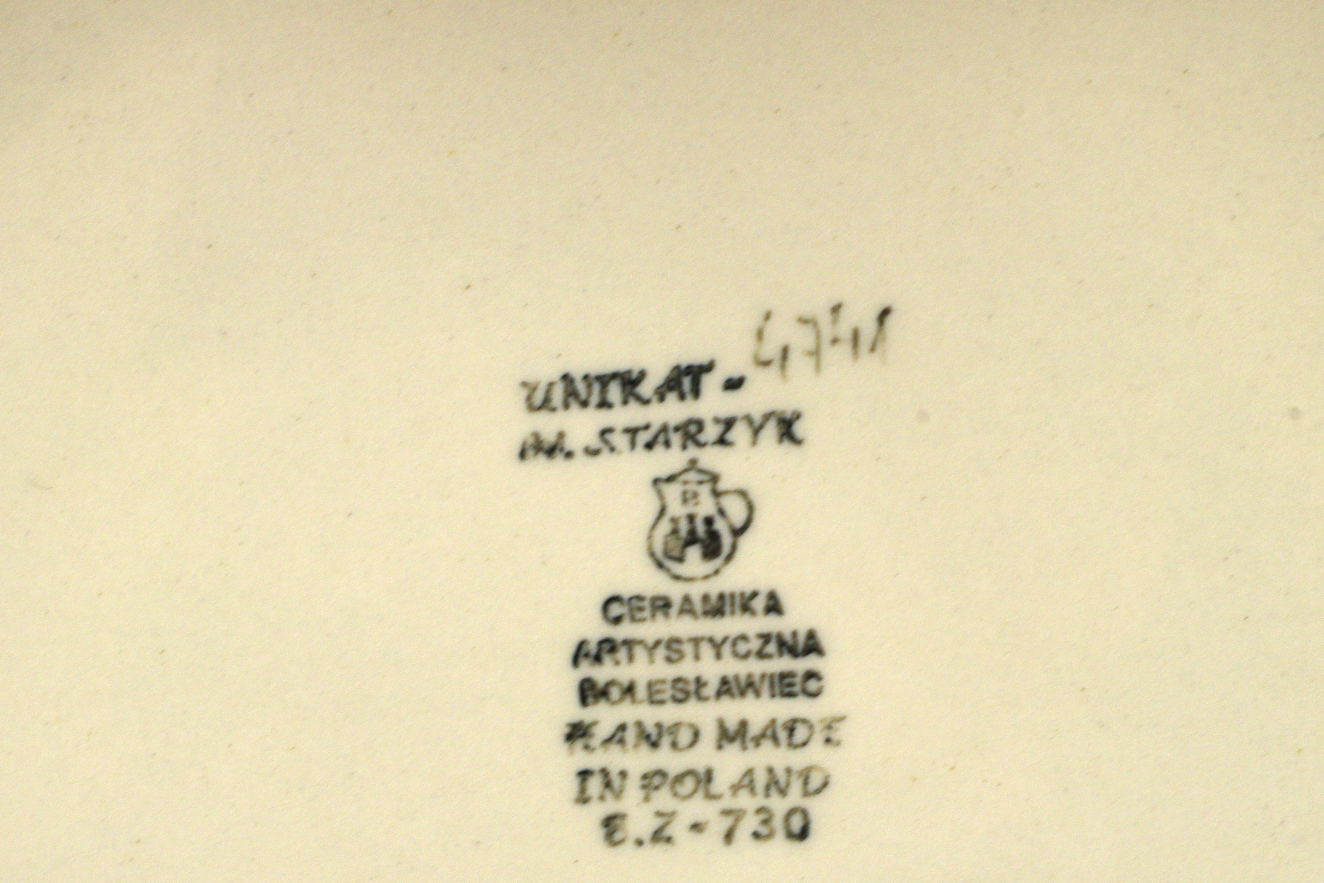 UNIKAT - 4741
M. STARZYK
CERAMIKA
ARTYSTYCZNA
BOLESŁAWIEC
HAND MADE
IN POLAND
E.Z-730